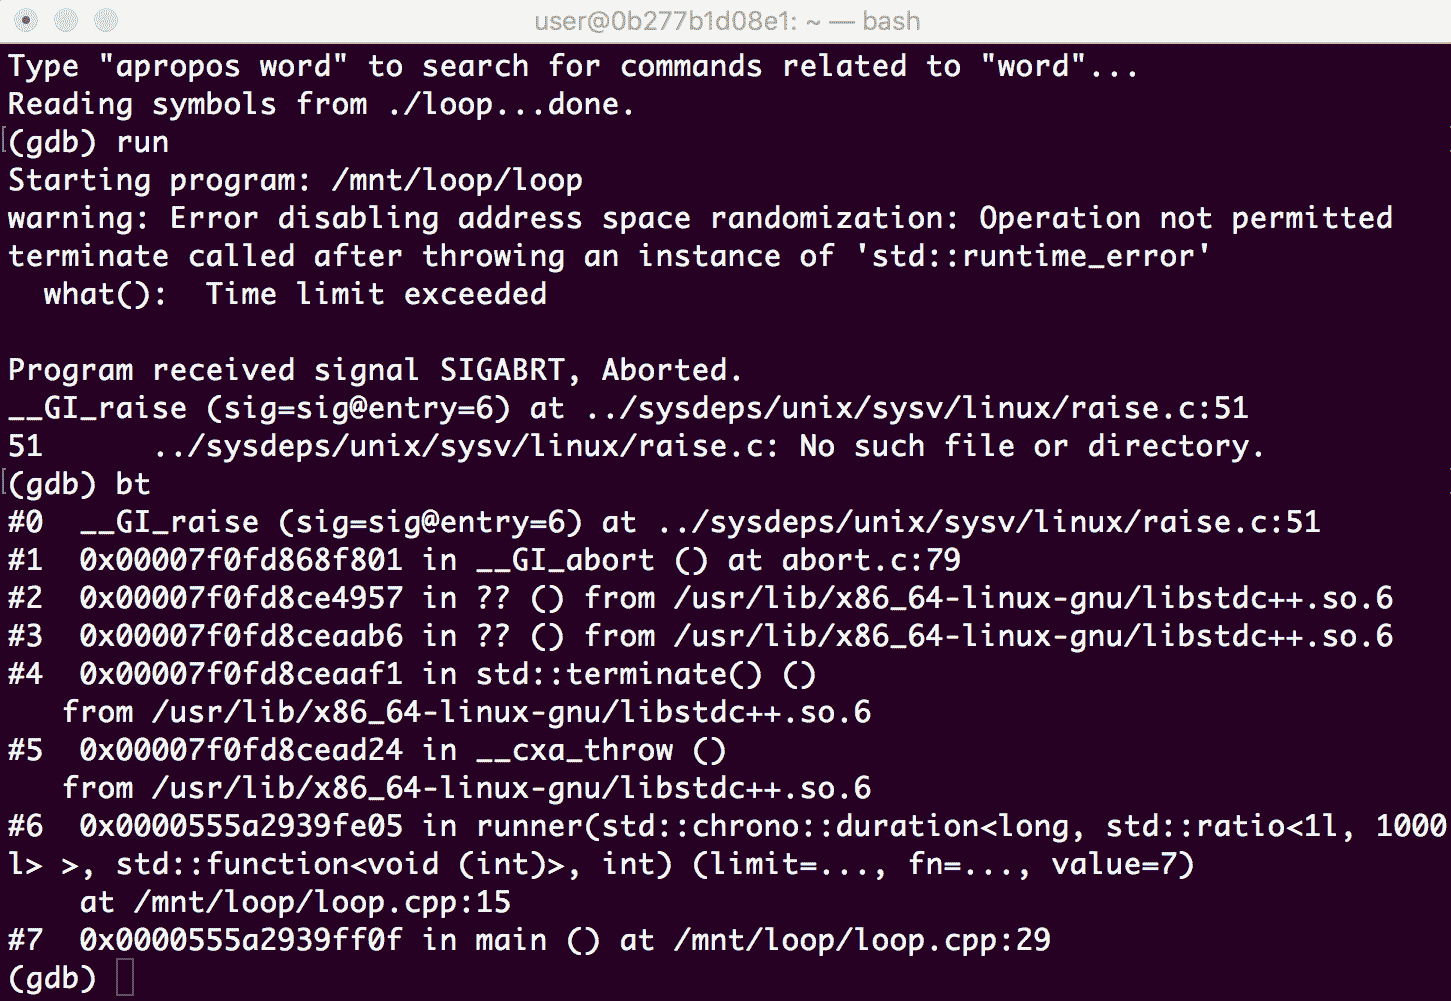 user@0b277b1d08e1: ~ — bash
Type "apropos word" to search for commands related to "word"...
Reading symbols from ./loop...done.
(gdb) run
Starting program: /mnt/loop/loop
warning: Error disabling address space randomization: Operation not permitted
terminate called after throwing an instance of 'std::runtime_error'
  what():  Time limit exceeded

Program received signal SIGABRT, Aborted.
__GI_raise (sig=sig@entry=6) at ../sysdeps/unix/sysv/linux/raise.c:51
51      ../sysdeps/unix/sysv/linux/raise.c: No such file or directory.
(gdb) bt
#0  __GI_raise (sig=sig@entry=6) at ../sysdeps/unix/sysv/linux/raise.c:51
#1  0x00007f0fd868f801 in __GI_abort () at abort.c:79
#2  0x00007f0fd8ce4957 in ?? () from /usr/lib/x86_64-linux-gnu/libstdc++.so.6
#3  0x00007f0fd8ceaab6 in ?? () from /usr/lib/x86_64-linux-gnu/libstdc++.so.6
#4  0x00007f0fd8ceaaf1 in std::terminate() ()
   from /usr/lib/x86_64-linux-gnu/libstdc++.so.6
#5  0x00007f0fd8cead24 in __cxa_throw ()
   from /usr/lib/x86_64-linux-gnu/libstdc++.so.6
#6  0x0000555a2939fe05 in runner(std::chrono::duration<long, std::ratio<1l, 1000
l> >, std::function<void (int)>, int) (limit=..., fn=..., value=7)
    at /mnt/loop/loop.cpp:15
#7  0x0000555a2939ff0f in main () at /mnt/loop/loop.cpp:29
(gdb)